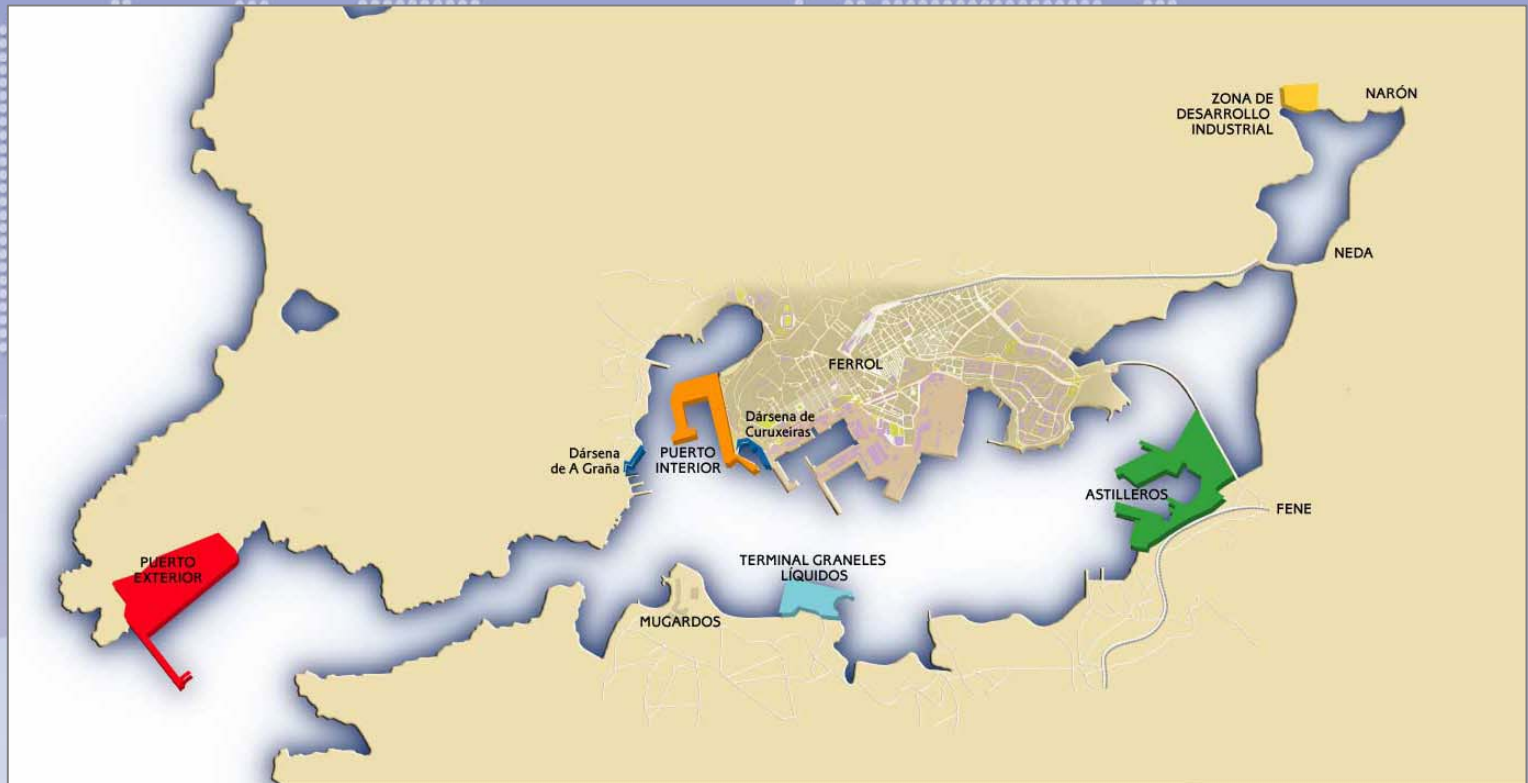 ZONA DE
DESARROLLO
INDUSTRIAL
NARÓN
NEDA
FERROL
Dársena de
Curuxeiras
Dársena
de A Graña
PUERTO
INTERIOR
ASTILLEROS
FENE
PUERTO
EXTERIOR
TERMINAL GRANELES
LÍQUIDOS
MUGARDOS